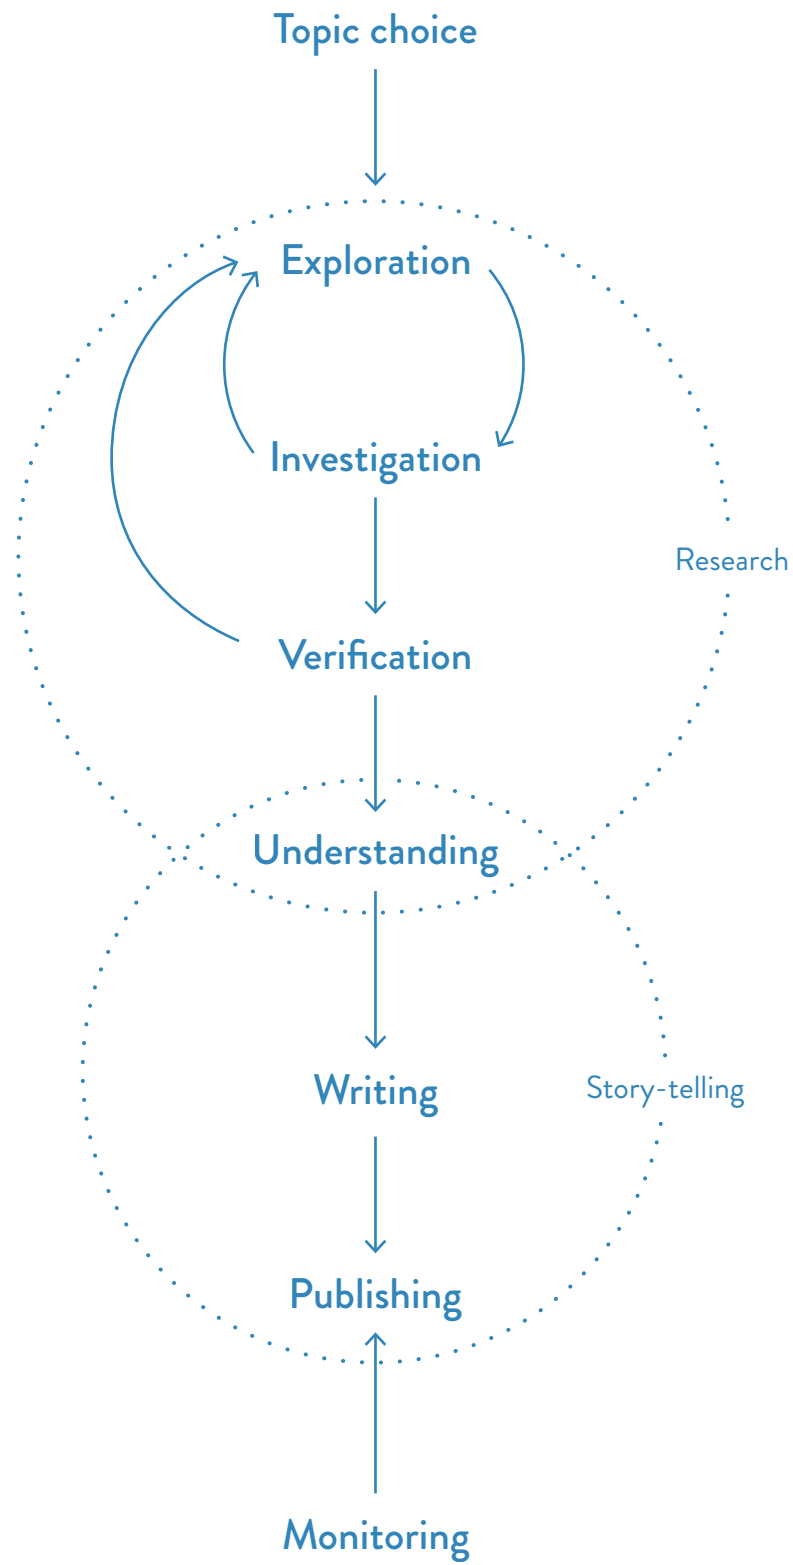 Topic choice
Exploration
Investigation
Research
Verification
Understanding
Writing
Story-telling
Publishing
Monitoring